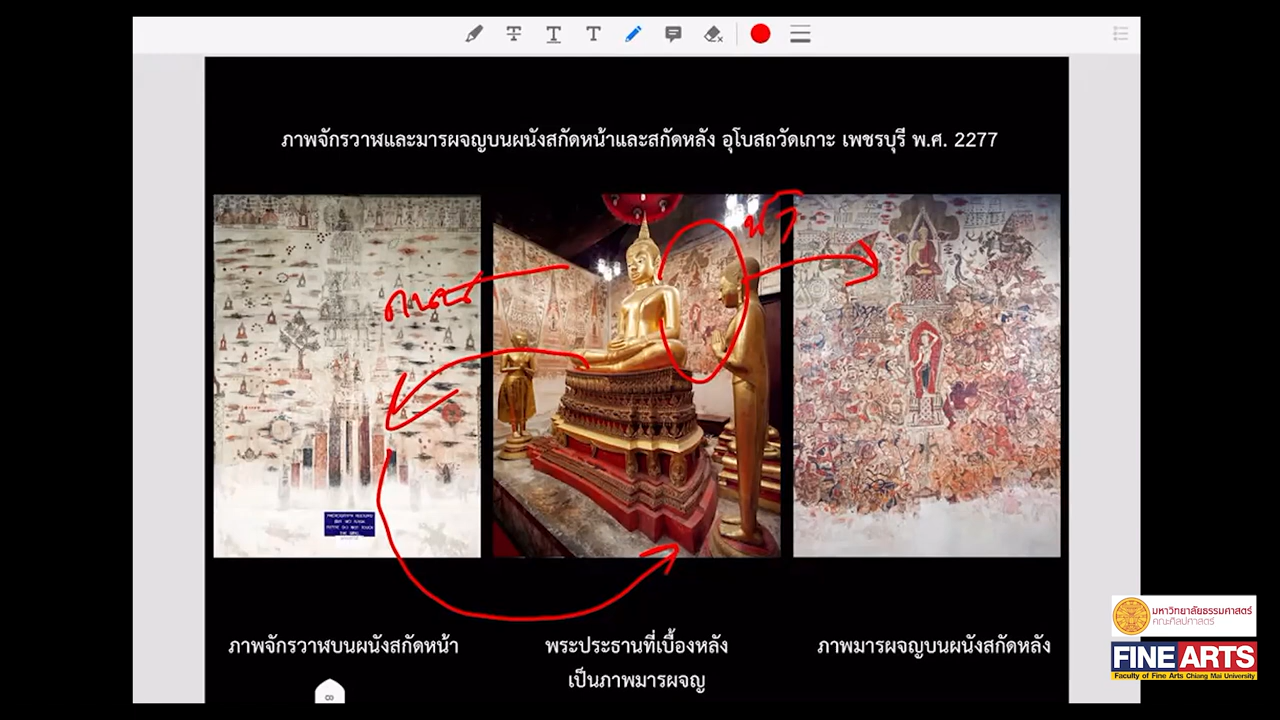 ภาพจักรวาฬและมารผจญบนผนังสกัดหน้าและสกัดหลัง อุโบสถวัดเกาะ เพชรบุรี พ.ศ. 2277
ภาพจักรวาฬบนผนังสกัดหน้า
พระประธานที่เบื้องหลัง
เป็นภาพมารผจญ
ภาพมารผจญบนผนังสกัดหลัง
มหาวิทยาลัยธรรมศาสตร์
คณะศิลปศาสตร์
FINE ARTS
Faculty of Fine Arts Chiang Mai University